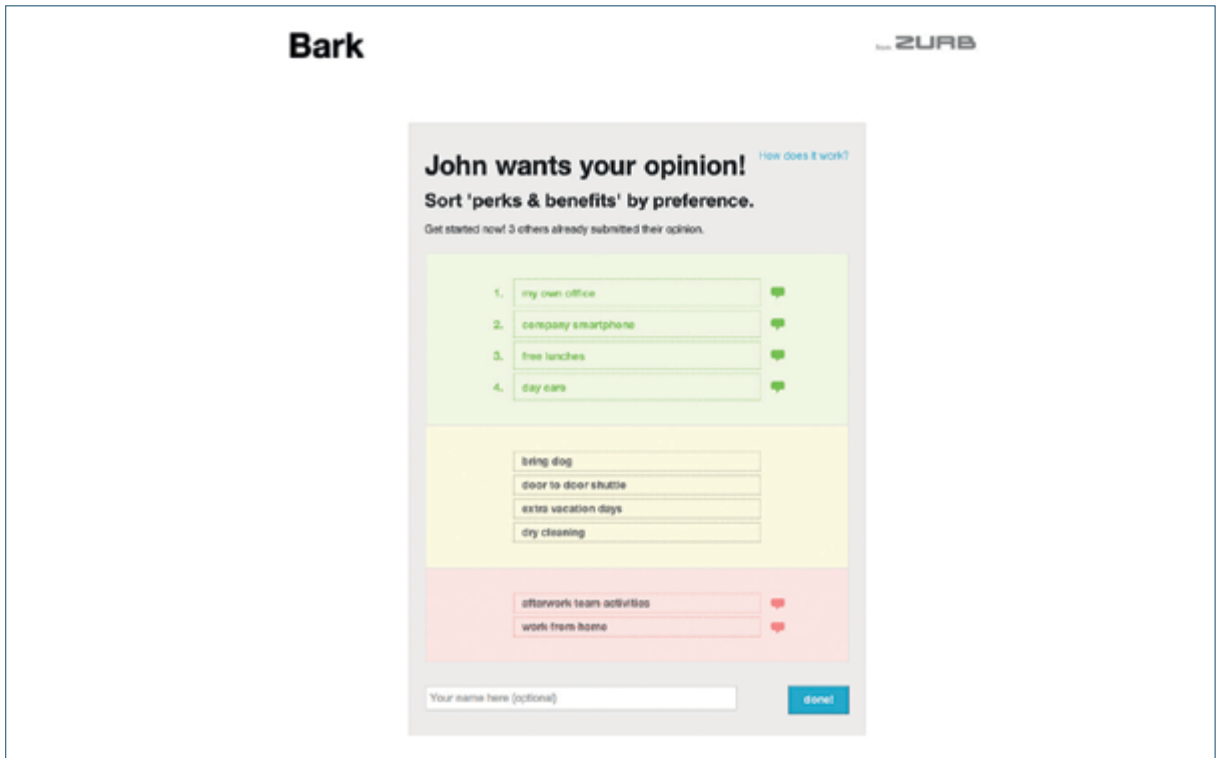 Bark
from ZURB
John wants your opinion!
How does it work?
Sort 'perks & benefits' by preference.
Get started now! 3 others already submitted their opinion.
1. my own office
2. company smartphone
3. free lunches
4. day care
bring dog
door to door shuttle
extra vacation days
dry cleaning
afterwork team activities
work from home
Your name here (optional)
done!